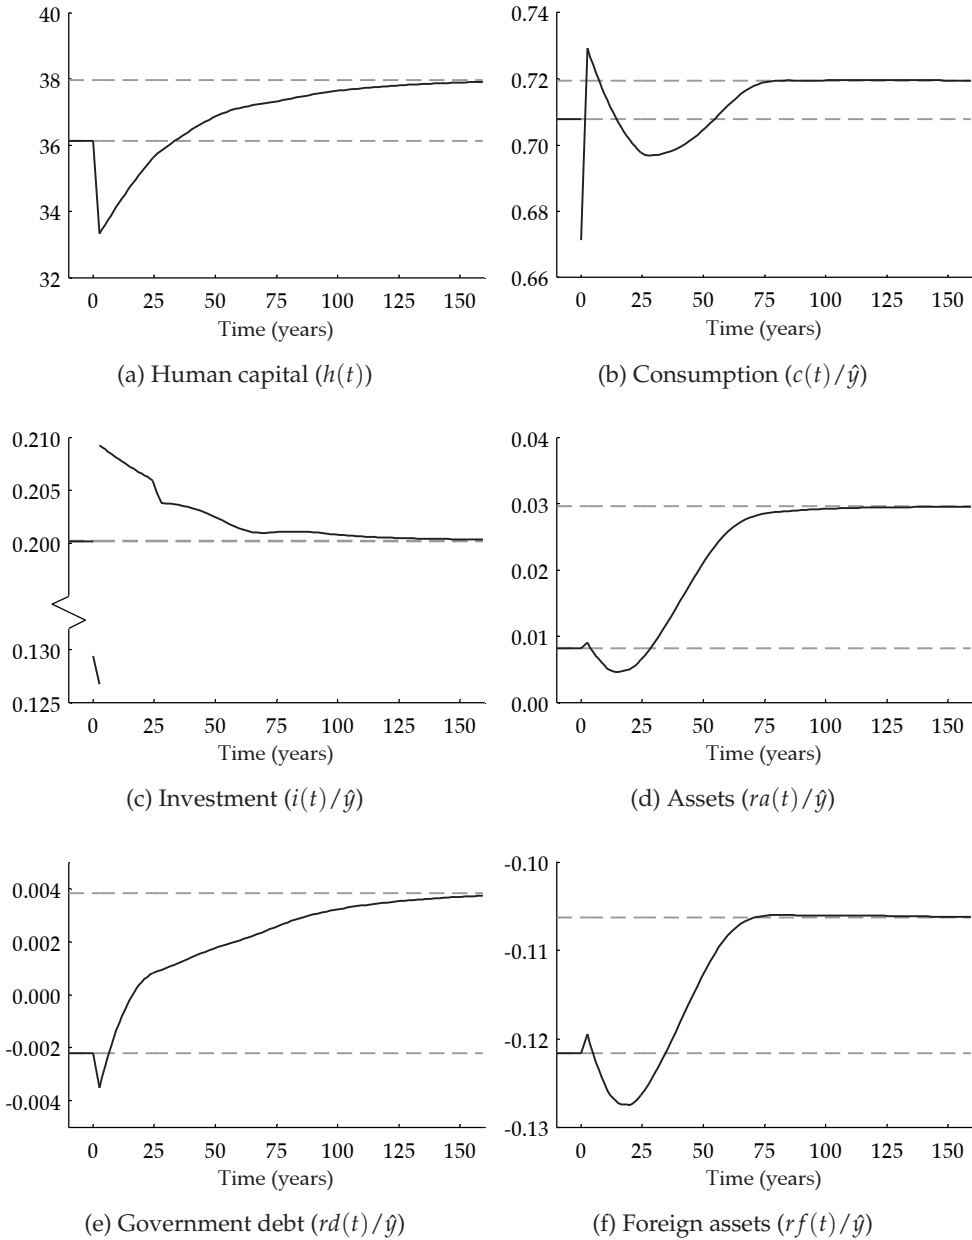 40
38
36
34
32
0 25 50 75 100 125 150
Time (years)
(a) Human capital (h(t))
0.74
0.72
0.70
0.68
0.66
0 25 50 75 100 125 150
Time (years)
(b) Consumption (c(t)/ŷ)
0.210
0.205
0.200
0.130
0.125
0 25 50 75 100 125 150
Time (years)
(c) Investment (i(t)/ŷ)
0.04
0.03
0.02
0.01
0.00
0 25 50 75 100 125 150
Time (years)
(d) Assets (ra(t)/ŷ)
0.004
0.002
0.000
-0.002
-0.004
0 25 50 75 100 125 150
Time (years)
(e) Government debt (rd(t)/ŷ)
-0.10
-0.11
-0.12
-0.13
0 25 50 75 100 125 150
Time (years)
(f) Foreign assets (rf(t)/ŷ)